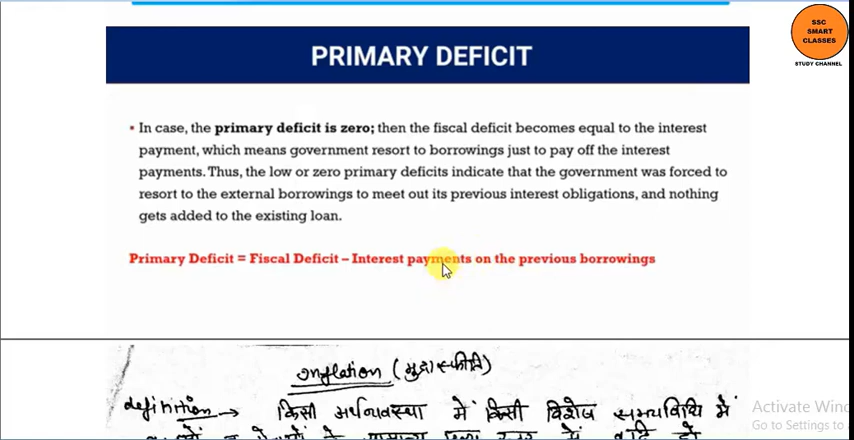 SSC
SMART
CLASSES
STUDY CHANNEL
PRIMARY DEFICIT
▪ In case, the primary deficit is zero; then the fiscal deficit becomes equal to the interest
payment, which means government resort to borrowings just to pay off the interest
payments. Thus, the low or zero primary deficits indicate that the government was forced to
resort to the external borrowings to meet out its previous interest obligations, and nothing
gets added to the existing loan.
Primary Deficit = Fiscal Deficit – Interest payments on the previous borrowings
Inflation (मुद्रा स्फीति)
definition → किसी अर्थव्यवस्था में किसी विशेष समयावधि में
Activate Wind
Go to Settings to